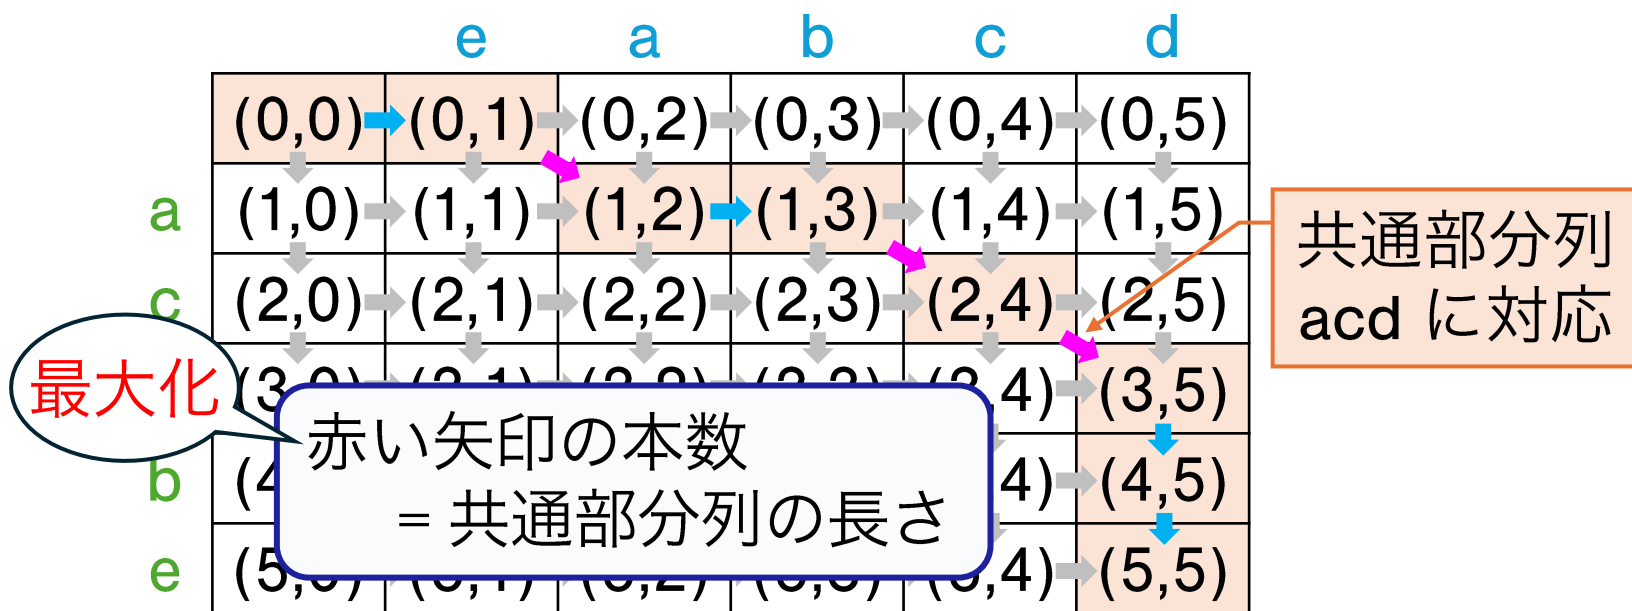 e a b c d
(0,0) (0,1) (0,2) (0,3) (0,4) (0,5)
a (1,0) (1,1) (1,2) (1,3) (1,4) (1,5)
c (2,0) (2,1) (2,2) (2,3) (2,4) (2,5)
(3,5)
b (4,5)
e (5,5)
共通部分列
acd に対応
最大化
赤い矢印の本数
= 共通部分列の長さ